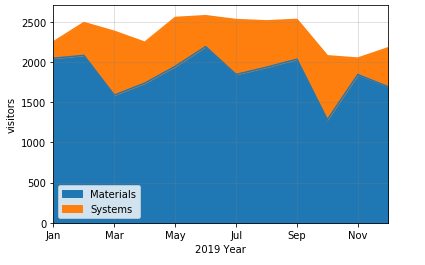 2500
2000
1500
1000
500
0
visitors
Materials
Systems
Jan Mar May Jul Sep Nov
2019 Year